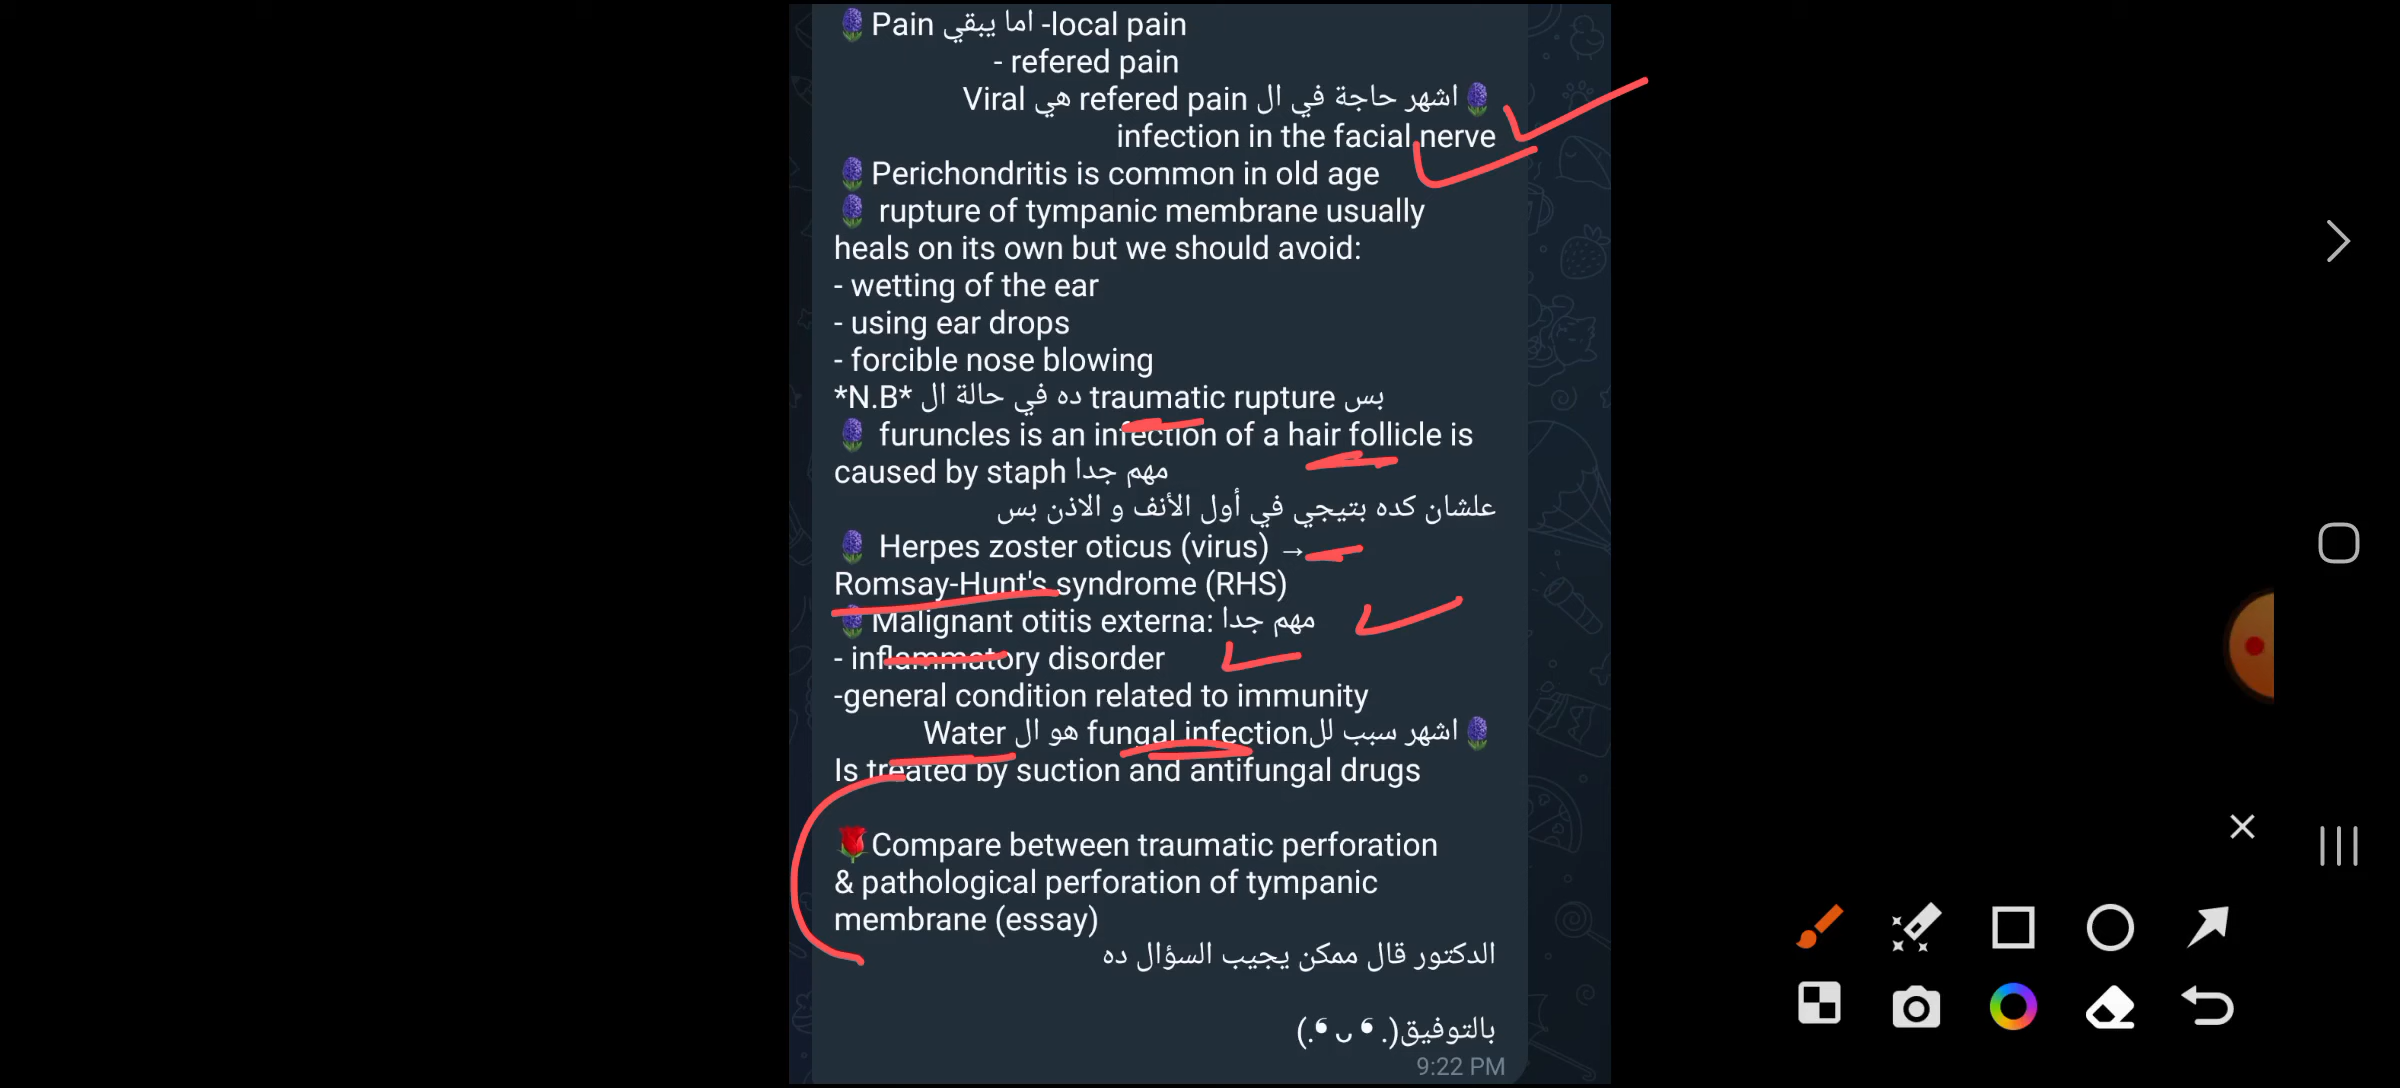 Pain اما يبقي -local pain
- refered pain
اشهر حاجة في ال refered pain هي Viral
infection in the facial nerve
Perichondritis is common in old age
rupture of tympanic membrane usually
heals on its own but we should avoid:
- wetting of the ear
- using ear drops
- forcible nose blowing
*N.B* ده في حالة ال traumatic rupture بس
furuncles is an infection of a hair follicle is
caused by staph مهم جدا
علشان كده بتيجي في أول الأنف و الاذن بس
Herpes zoster oticus (virus) →
Romsay-Hunt's syndrome (RHS)
Malignant otitis externa: مهم جدا
- inflammatory disorder
-general condition related to immunity
اشهر سبب لل fungal infection هو ال Water
Is treated by suction and antifungal drugs
Compare between traumatic perforation
& pathological perforation of tympanic
membrane (essay)
الدكتور قال ممكن يجيب السؤال ده
بالتوفيق(.❛ ᴗ ❛.)
9:22 PM